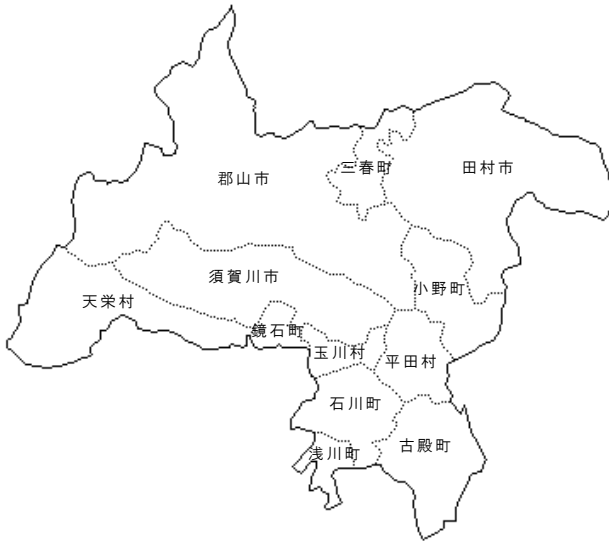 三春町
田村市
郡山市
須賀川市
小野町
天栄村
鏡石町
玉川村
平田村
石川町
古殿町
浅川町